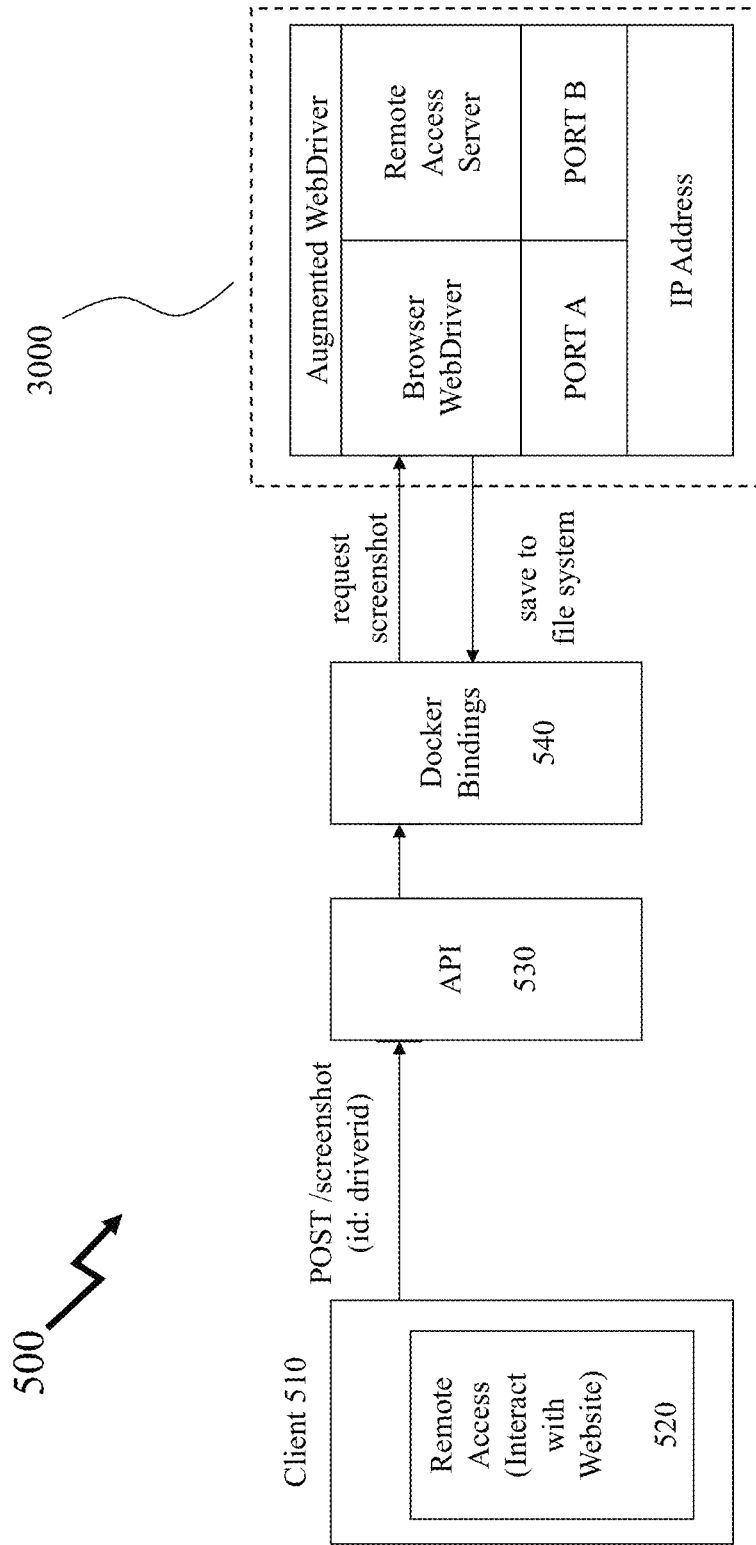 500
Client 510
Remote
Access
(Interact
with
Website)
520
POST /screenshot
(id: driverid)
API
530
Docker
Bindings
540
request
screenshot
save to
file system
3000
Augmented WebDriver
Browser
WebDriver
Remote
Access
Server
PORT A
PORT B
IP Address